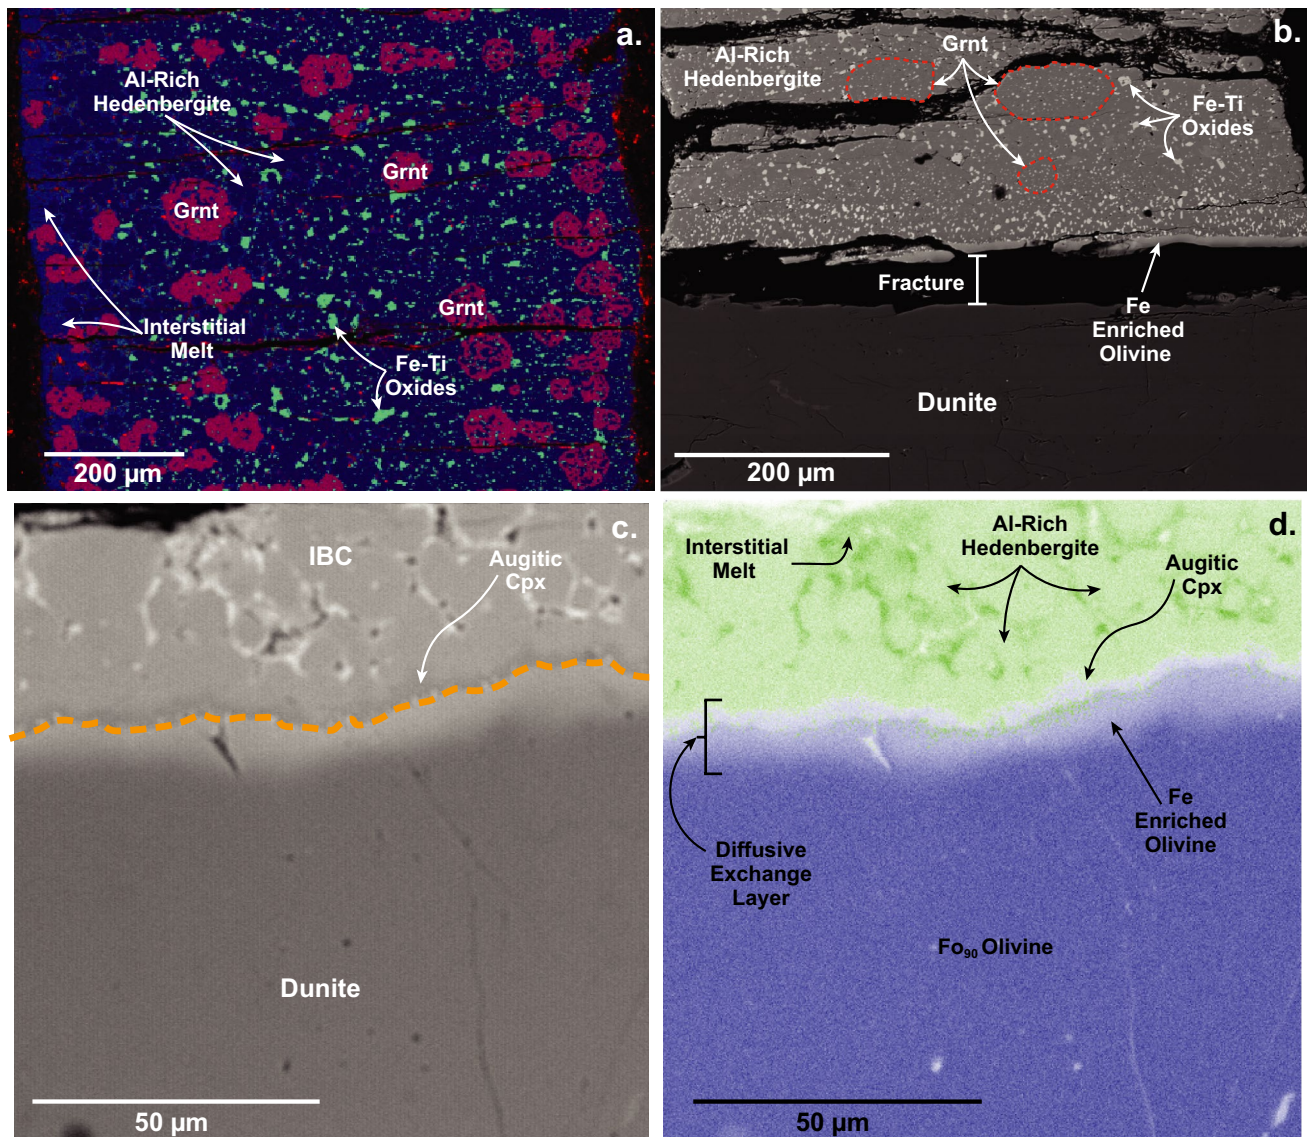 a.
Al-Rich
Hedenbergite
Grnt
Grnt
Grnt
Interstitial
Melt
Fe-Ti
Oxides
200 µm
b.
Grnt
Al-Rich
Hedenbergite
Fe-Ti
Oxides
Fracture
Fe
Enriched
Olivine
Dunite
200 µm
c.
IBC
Augitic
Cpx
Dunite
50 µm
d.
Al-Rich
Hedenbergite
Interstitial
Melt
Augitic
Cpx
Fe
Enriched
Olivine
Diffusive
Exchange
Layer
Fo₉₀ Olivine
50 µm